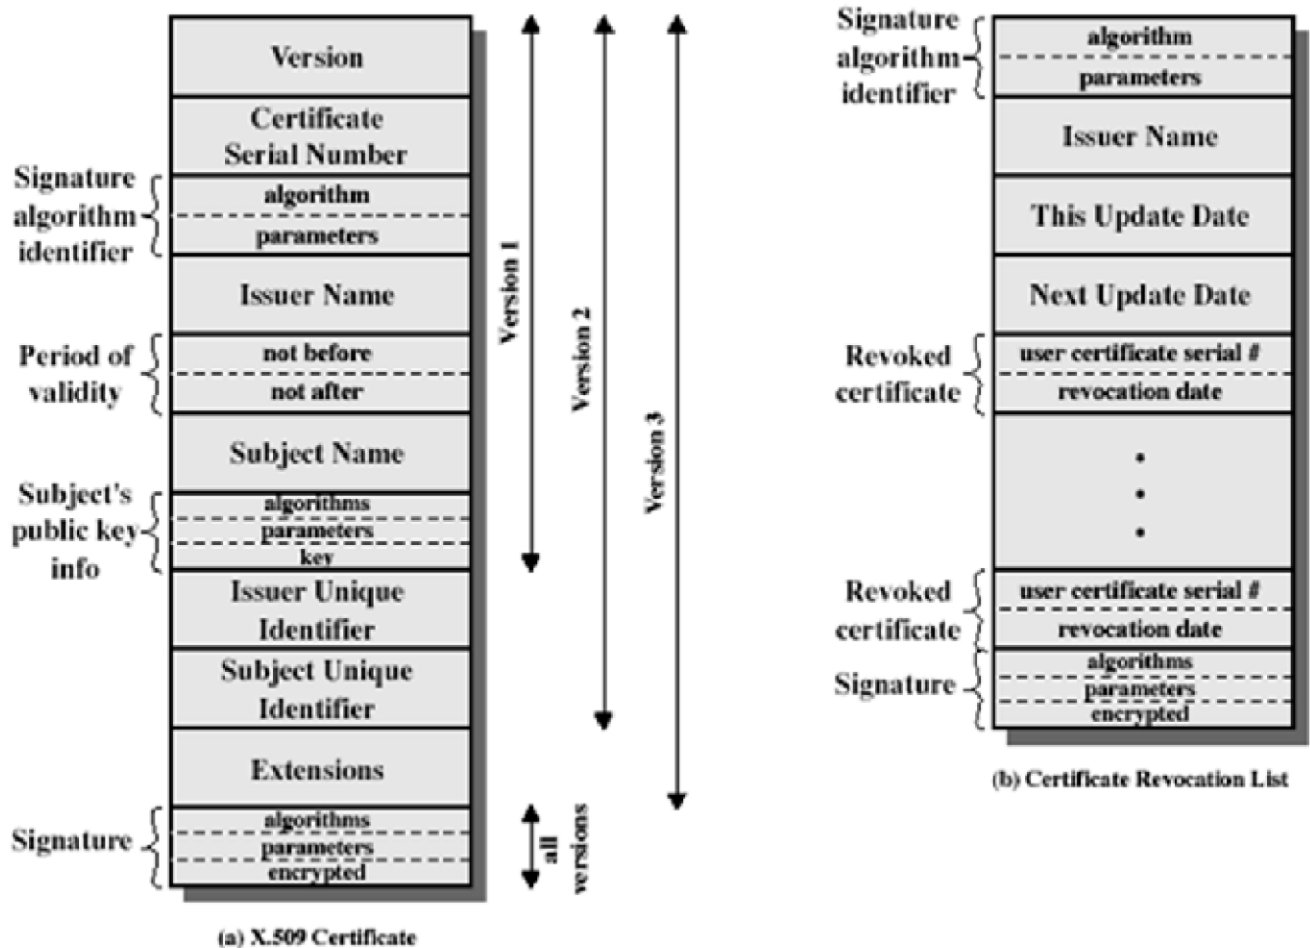 Version
Certificate
Serial Number
Signature
algorithm
identifier
algorithm
parameters
Issuer Name
Period of
validity
not before
not after
Subject Name
Subject's
public key
info
algorithms
parameters
key
Issuer Unique
Identifier
Subject Unique
Identifier
Extensions
Signature
algorithms
parameters
encrypted
Version 1
Version 2
Version 3
all
versions
(a) X.509 Certificate
Signature
algorithm
identifier
algorithm
parameters
Issuer Name
This Update Date
Next Update Date
Revoked
certificate
user certificate serial #
revocation date
Revoked
certificate
user certificate serial #
revocation date
Signature
algorithms
parameters
encrypted
(b) Certificate Revocation List